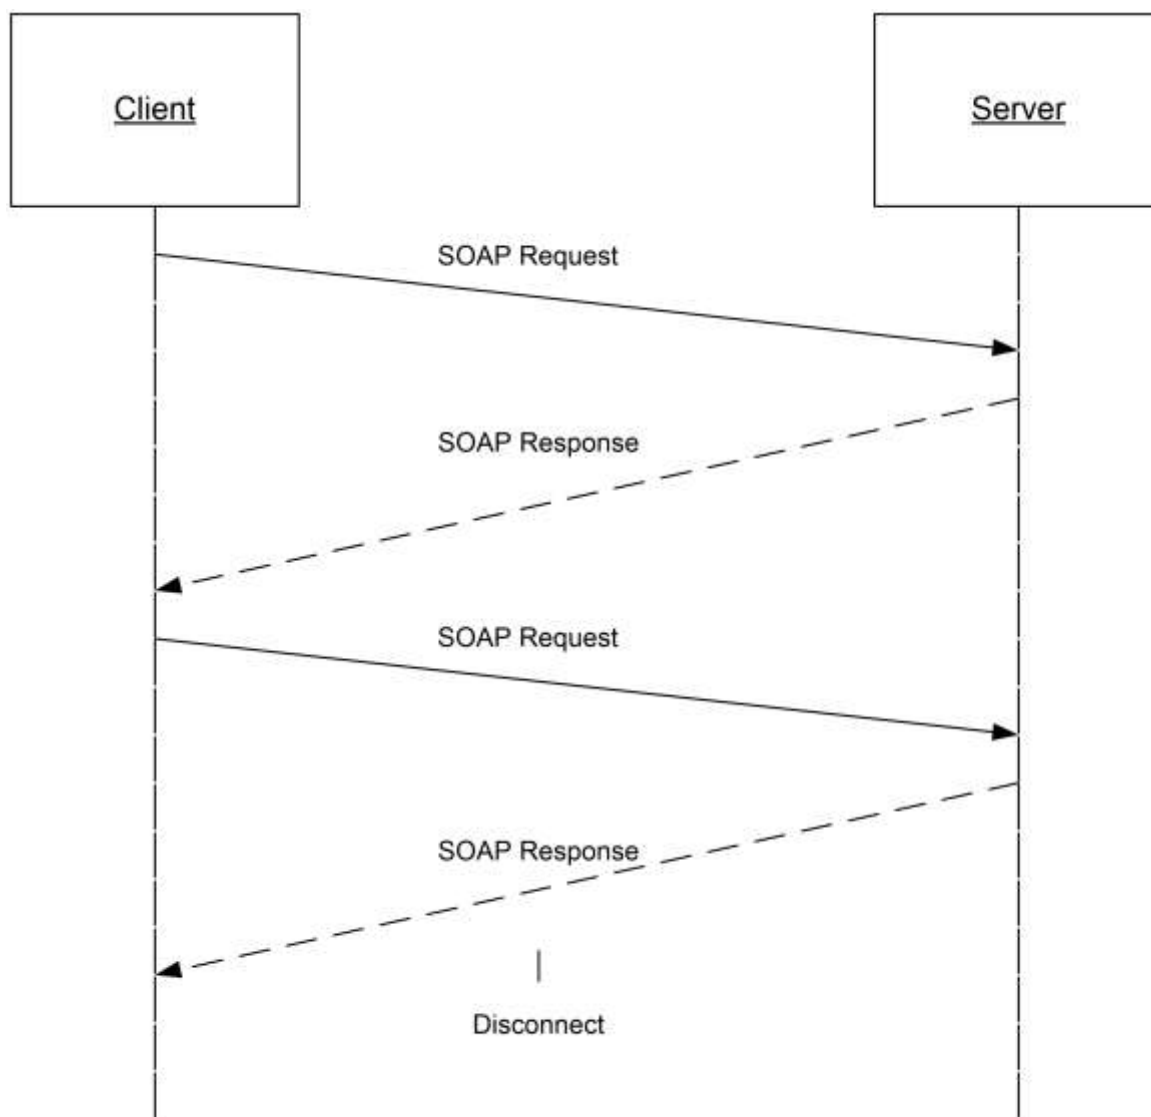 Client
Server
SOAP Request
SOAP Response
SOAP Request
SOAP Response
Disconnect